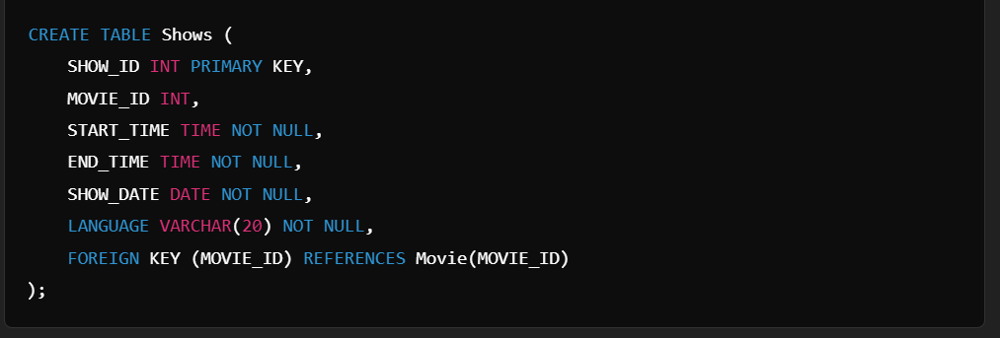 CREATE TABLE Shows (
SHOW_ID INT PRIMARY KEY,
MOVIE_ID INT,
START_TIME TIME NOT NULL,
END_TIME TIME NOT NULL,
SHOW_DATE DATE NOT NULL,
LANGUAGE VARCHAR(20) NOT NULL,
FOREIGN KEY (MOVIE_ID) REFERENCES Movie(MOVIE_ID)
);